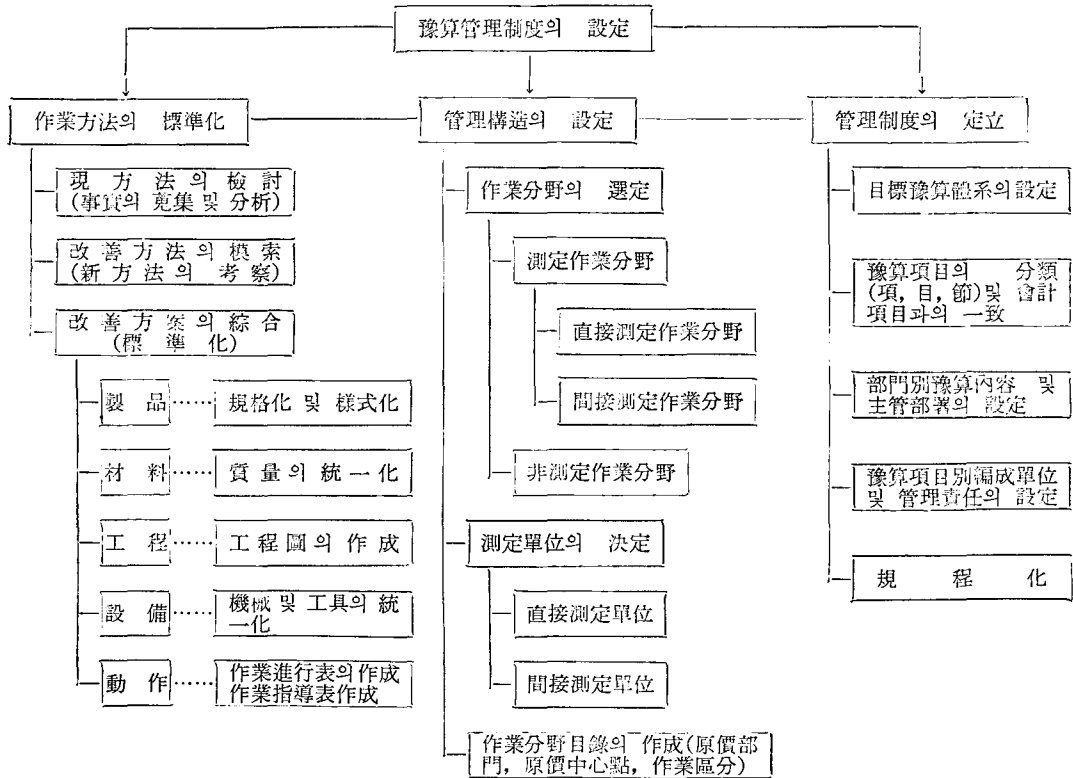 豫算管理制度의 設定
作業方法의 標準化
現方法의檢討
(事實의 蒐集 및 分析)
改善方法의模索
(新方法의 考察)
改善方案의綜合
(標準化)
製品……規格化 및 樣式化
材料……質量의統一化
工程……工程圖의作成
設備……機械 및 工具의 統
一化
動作……作業進行表의作成
作業指導表作成
管理構造의 設定
作業分野의 選定
測定作業分野
直接測定作業分野
間接測定作業分野
非測定作業分野
測定單位의 決定
直接測定單位
間接測定單位
作業分野目錄의 作成(原價部
門, 原價中心點, 作業區分)
管理制度의 定立
目標豫算體系의設定
豫算項目의 分類
(項, 目, 節)및 會計
項目과의 一致
部門別豫算內容 및
主管部署의 設定
豫算項目別編成單位
및 管理責任의 設定
規程化